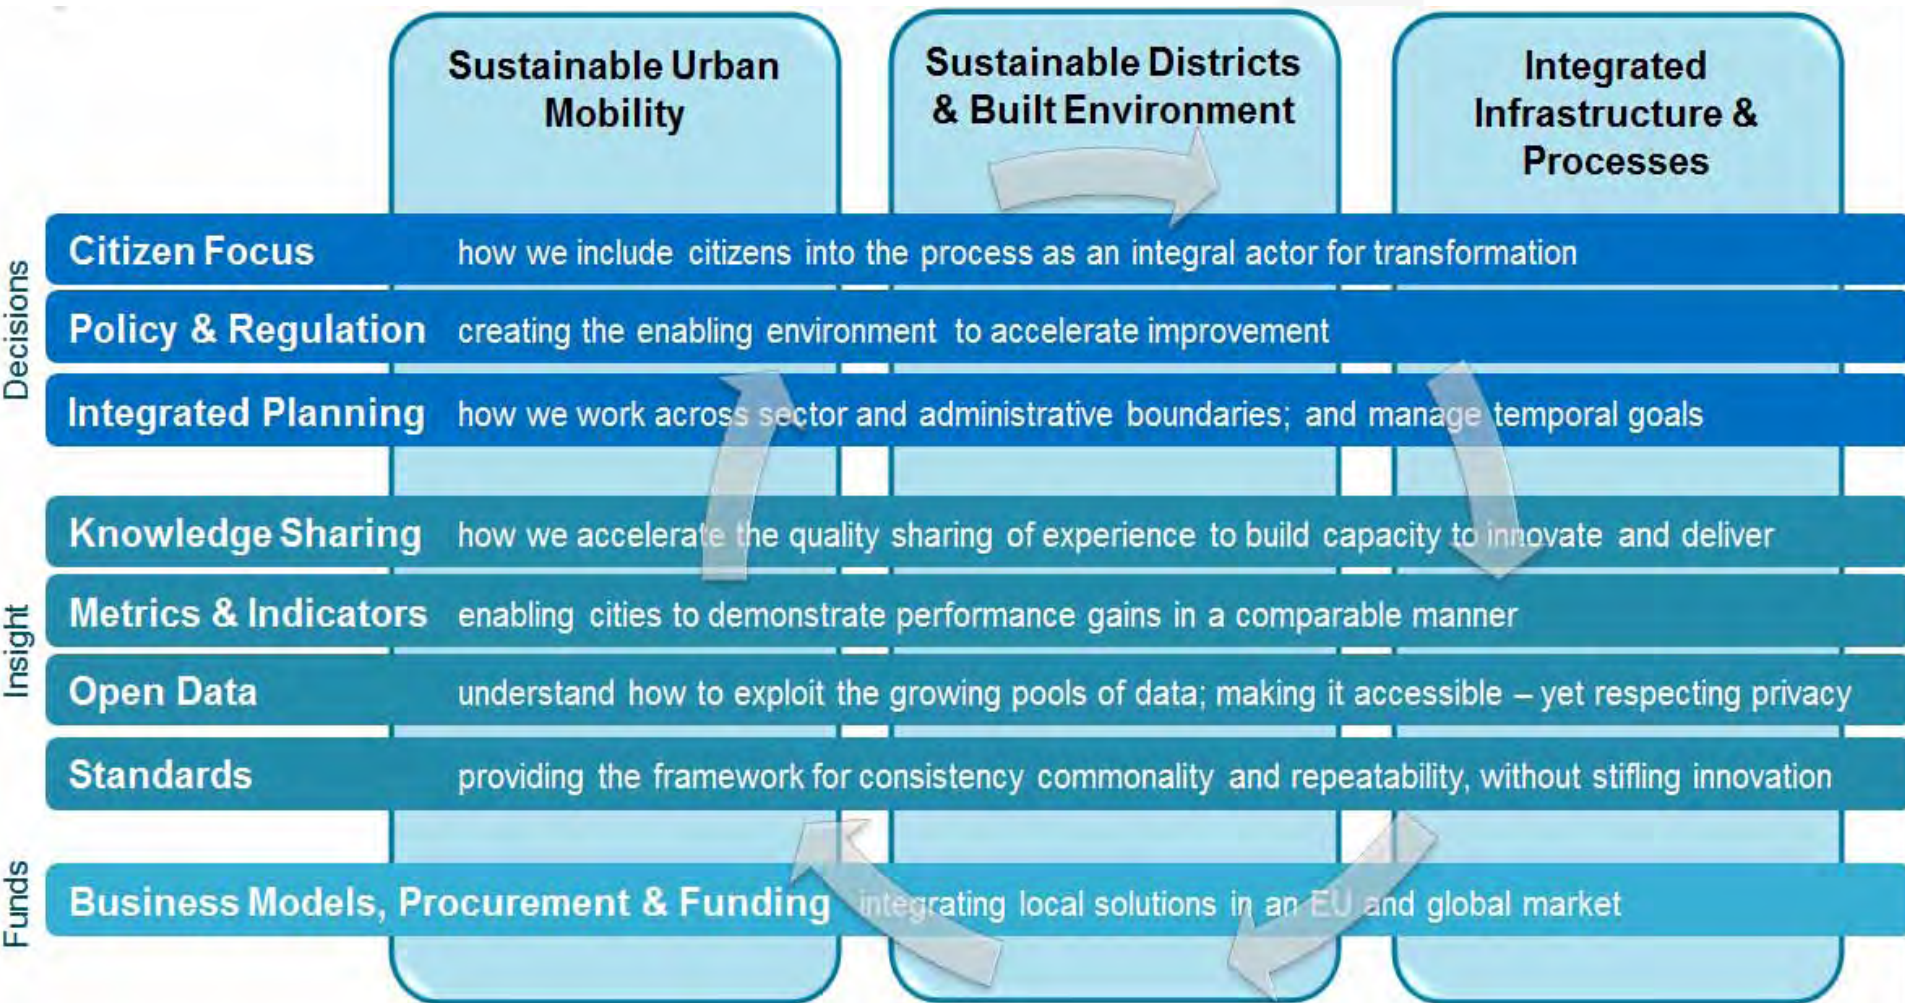 Sustainable Urban
Mobility
Sustainable Districts
& Built Environment
Integrated
Infrastructure &
Processes
Decisions
Citizen Focus how we include citizens into the process as an integral actor for transformation
Policy & Regulation creating the enabling environment to accelerate improvement
Integrated Planning how we work across sector and administrative boundaries; and manage temporal goals
Insight
Knowledge Sharing how we accelerate the quality sharing of experience to build capacity to innovate and deliver
Metrics & Indicators enabling cities to demonstrate performance gains in a comparable manner
Open Data understand how to exploit the growing pools of data; making it accessible – yet respecting privacy
Standards providing the framework for consistency commonality and repeatability, without stifling innovation
Funds
Business Models, Procurement & Funding integrating local solutions in an EU and global market